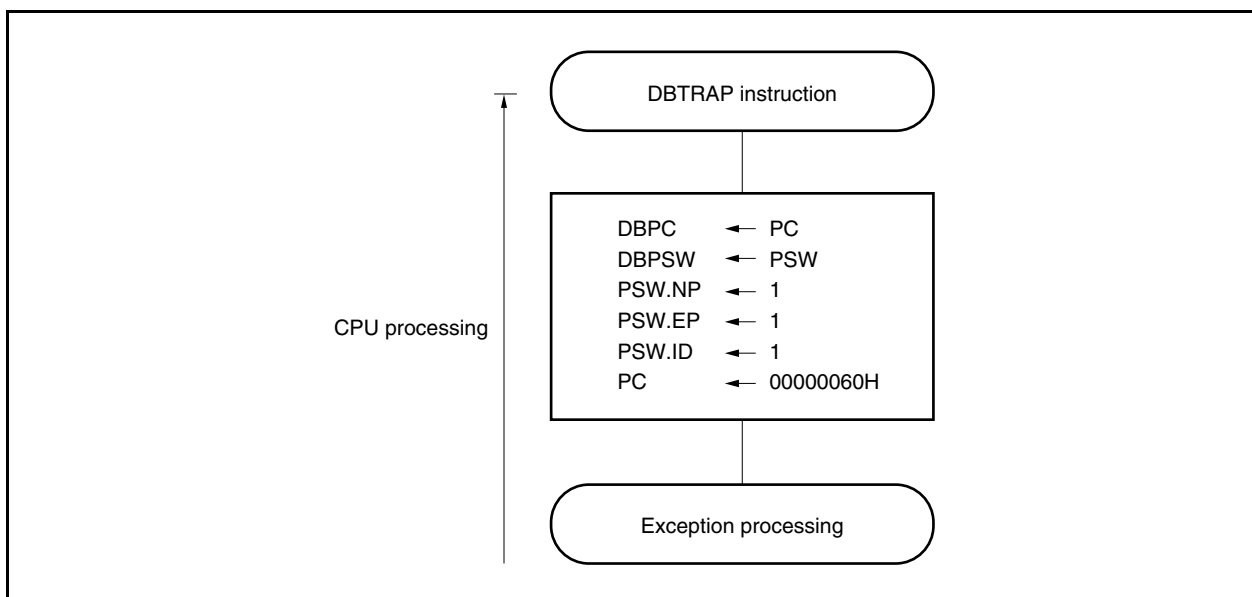 DBTRAP instruction
DBPC ← PC
DBPSW ← PSW
PSW.NP ← 1
PSW.EP ← 1
PSW.ID ← 1
PC ← 00000060H
CPU processing
Exception processing